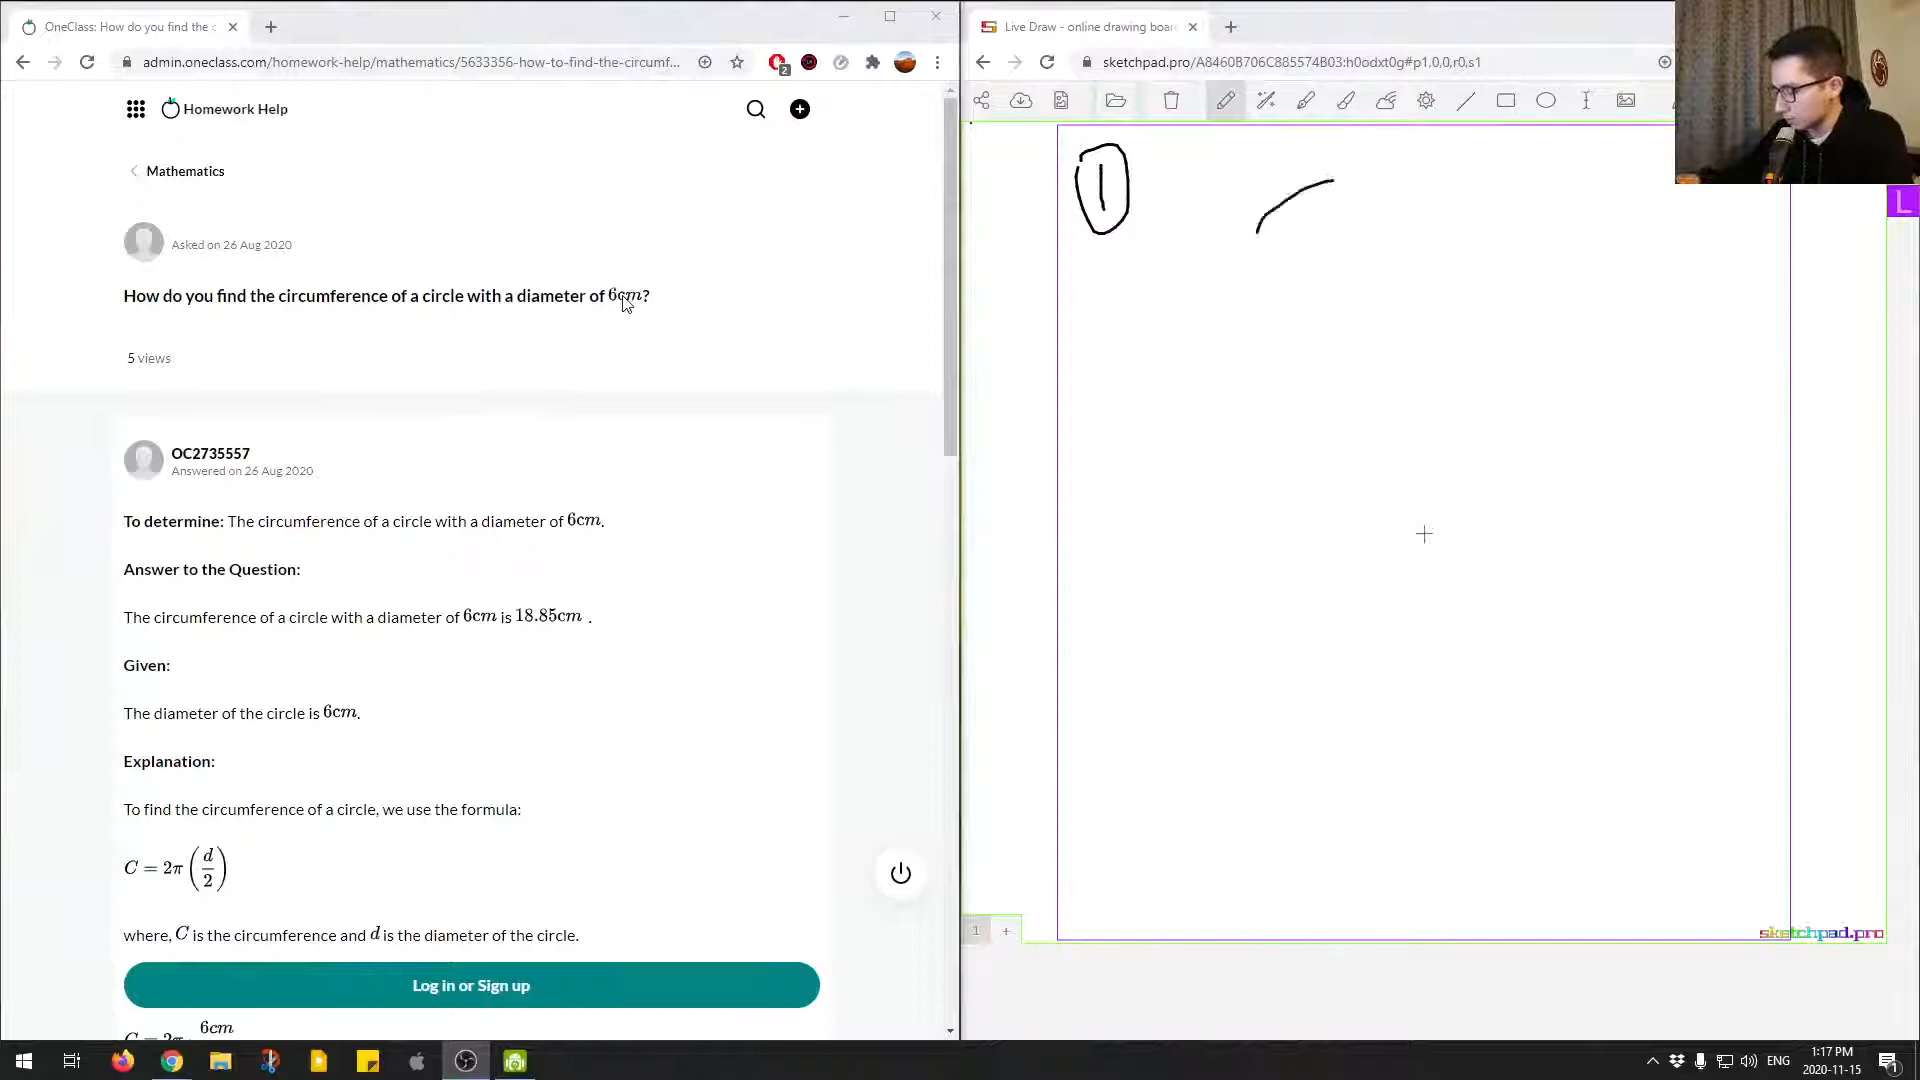 OneClass: How do you find the c
Live Draw - online drawing boar
admin.oneclass.com/homework-help/mathematics/5633356-how-to-find-the-circumf...
2
sketchpad.pro/A8460B706C885574B03:h0odxt0g#p1,0,0,r0,s1
Homework Help
Mathematics
Asked on 26 Aug 2020
How do you find the circumference of a circle with a diameter of 6cm?
5 views
OC2735557
Answered on 26 Aug 2020
To determine: The circumference of a circle with a diameter of 6cm.
Answer to the Question:
The circumference of a circle with a diameter of 6cm is 18.85cm .
Given:
The diameter of the circle is 6cm.
Explanation:
To find the circumference of a circle, we use the formula:
C = 2π (d/2)
where, C is the circumference and d is the diameter of the circle.
Log in or Sign up
6cm
C = 2π
1
L
1 +
sketchpad.pro
ENG
1:17 PM
2020-11-15
1